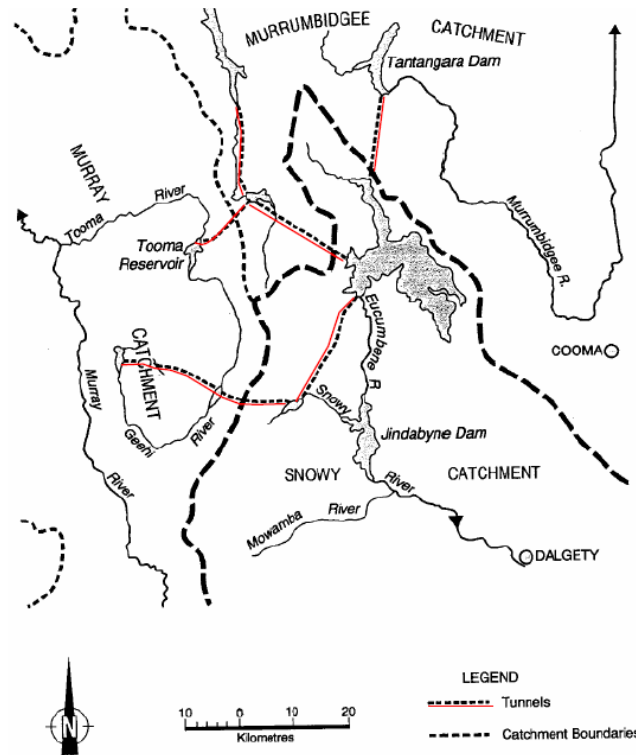 MURRUMBIDGEE
CATCHMENT
Tantangara Dam
MURRAY
Tooma River
Tooma
Reservoir
Murrumbidgee R.
Eucumbene R
COOMA
CATCHMENT
Murray
River
Geehi
River
Snowy
Jindabyne Dam
SNOWY
CATCHMENT
River
Mowamba
River
DALGETY
N
10 0 10 20
Kilometres
LEGEND
Tunnels
Catchment Boundaries